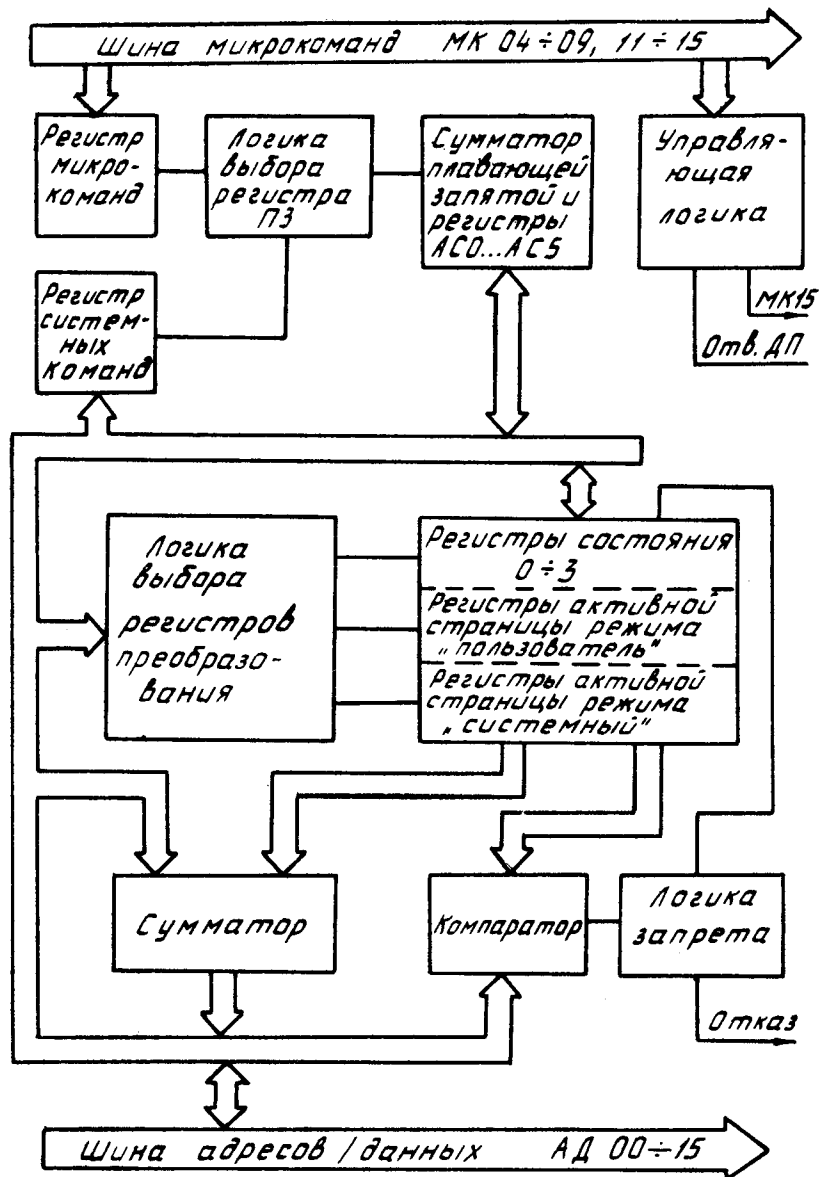 Шина микрокоманд МК 04÷09, 11÷15
Регистр
микро-
команд
Логика
выбора
регистра
ПЗ
Сумматор
плавающей
запятой и
регистры
АС0...АС5
Управля-
ющая
логика
МК15
Отв. ДП
Регистр
систем-
ных
команд
Логика
выбора
регистров
преобразо-
вания
Регистры состояния
0÷3
Регистры активной
страницы режима
„пользователь"
Регистры активной
страницы режима
„системный"
Сумматор
Компаратор
Логика
запрета
Отказ
Шина адресов/данных АД 00÷15